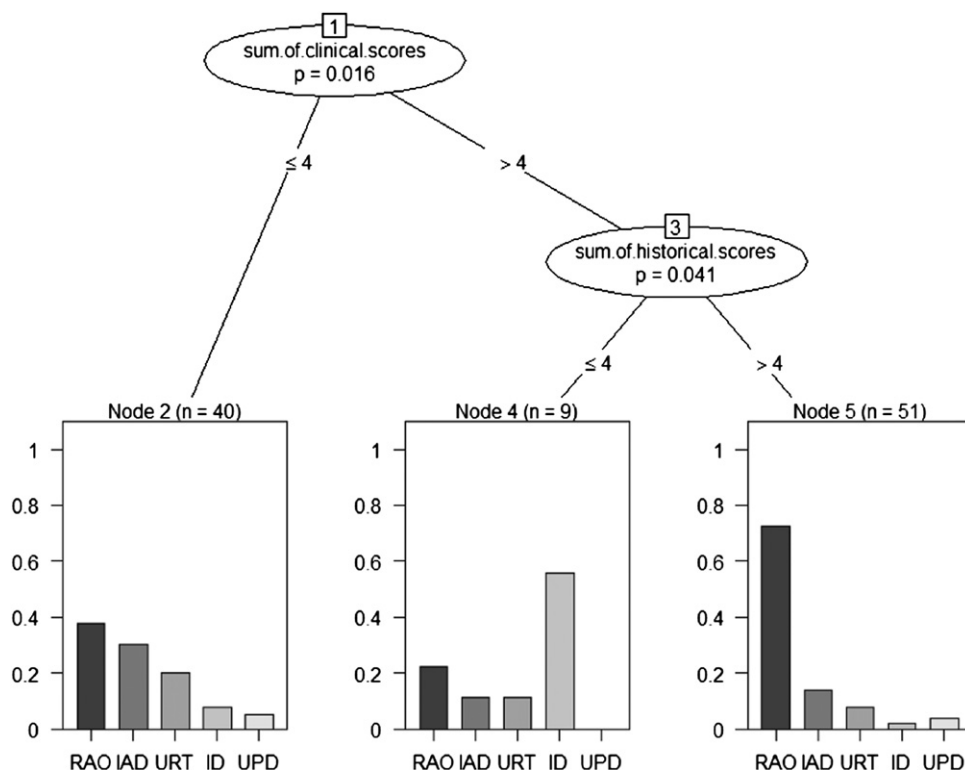 1
sum.of.clinical.scores
p = 0.016
≤ 4
> 4
3
sum.of.historical.scores
p = 0.041
≤ 4
> 4
Node 2 (n = 40)
1
0.8
0.6
0.4
0.2
0
RAO IAD URT ID UPD
Node 4 (n = 9)
1
0.8
0.6
0.4
0.2
0
RAO IAD URT ID UPD
Node 5 (n = 51)
1
0.8
0.6
0.4
0.2
0
RAO IAD URT ID UPD